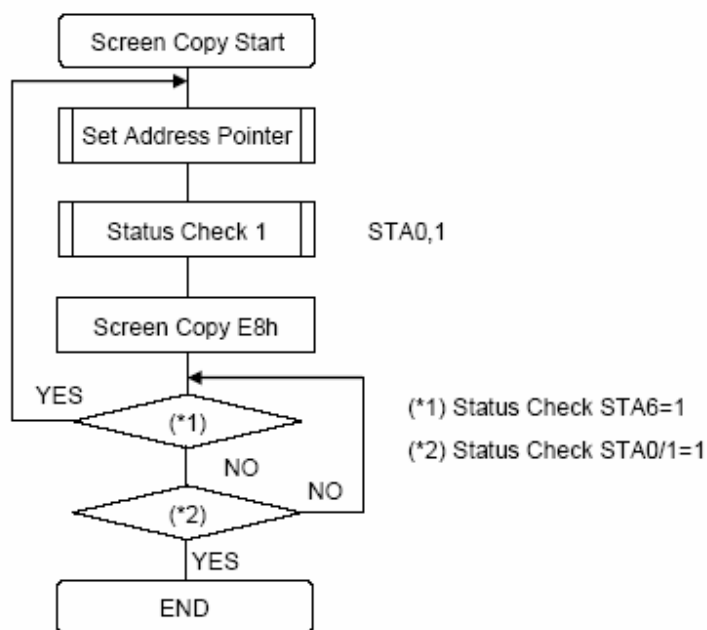 Screen Copy Start
Set Address Pointer
Status Check 1
STA0,1
Screen Copy E8h
YES
(*1)
(*1) Status Check STA6=1
NO
(*2) Status Check STA0/1=1
NO
(*2)
YES
END